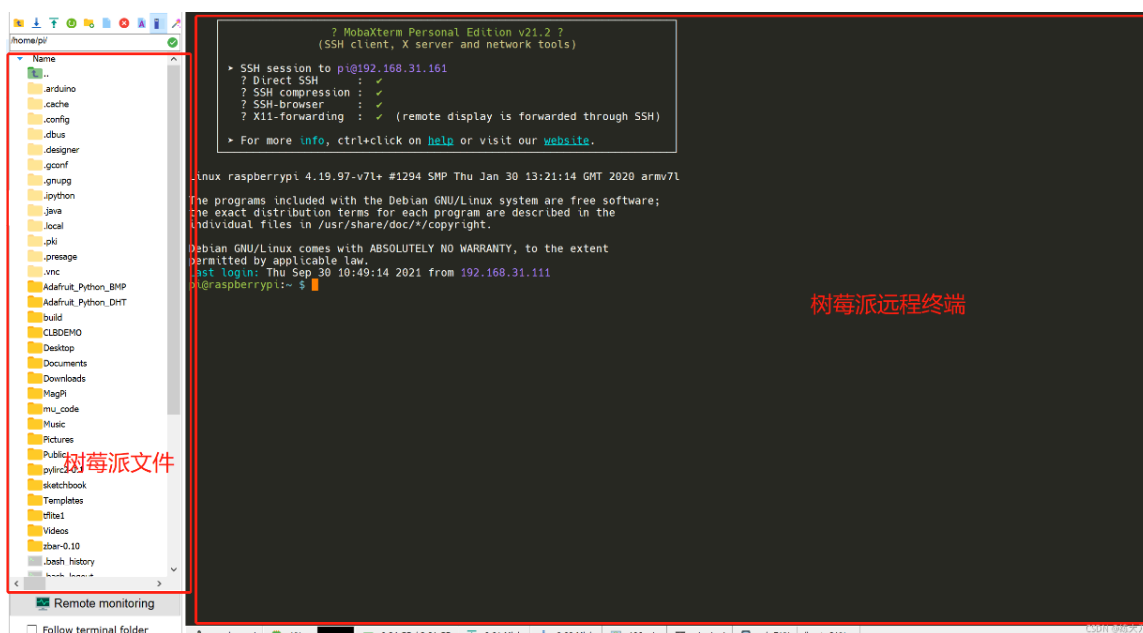 /home/pi/
Name
..
.arduino
.cache
.config
.dbus
.designer
.gconf
.gnupg
.ipython
.java
.local
.pki
.presage
.vnc
Adafruit_Python_BMP
Adafruit_Python_DHT
build
CLBDEMO
Desktop
Documents
Downloads
MagPi
mu_code
Music
Pictures
Public
pylirc2-0.1
sketchbook
Templates
tflite1
Videos
zbar-0.10
.bash_history
.bash_logout
树莓派文件
Remote monitoring
Follow terminal folder
? MobaXterm Personal Edition v21.2 ?
(SSH client, X server and network tools)
➤ SSH session to pi@192.168.31.161
? Direct SSH : ✔
? SSH compression : ✔
? SSH-browser : ✔
? X11-forwarding : ✔ (remote display is forwarded through SSH)
➤ For more info, ctrl+click on help or visit our website.
Linux raspberrypi 4.19.97-v7l+ #1294 SMP Thu Jan 30 13:21:14 GMT 2020 armv7l
The programs included with the Debian GNU/Linux system are free software;
the exact distribution terms for each program are described in the
individual files in /usr/share/doc/*/copyright.
Debian GNU/Linux comes with ABSOLUTELY NO WARRANTY, to the extent
permitted by applicable law.
Last login: Thu Sep 30 10:49:14 2021 from 192.168.31.111
pi@raspberrypi:~ $
树莓派远程终端